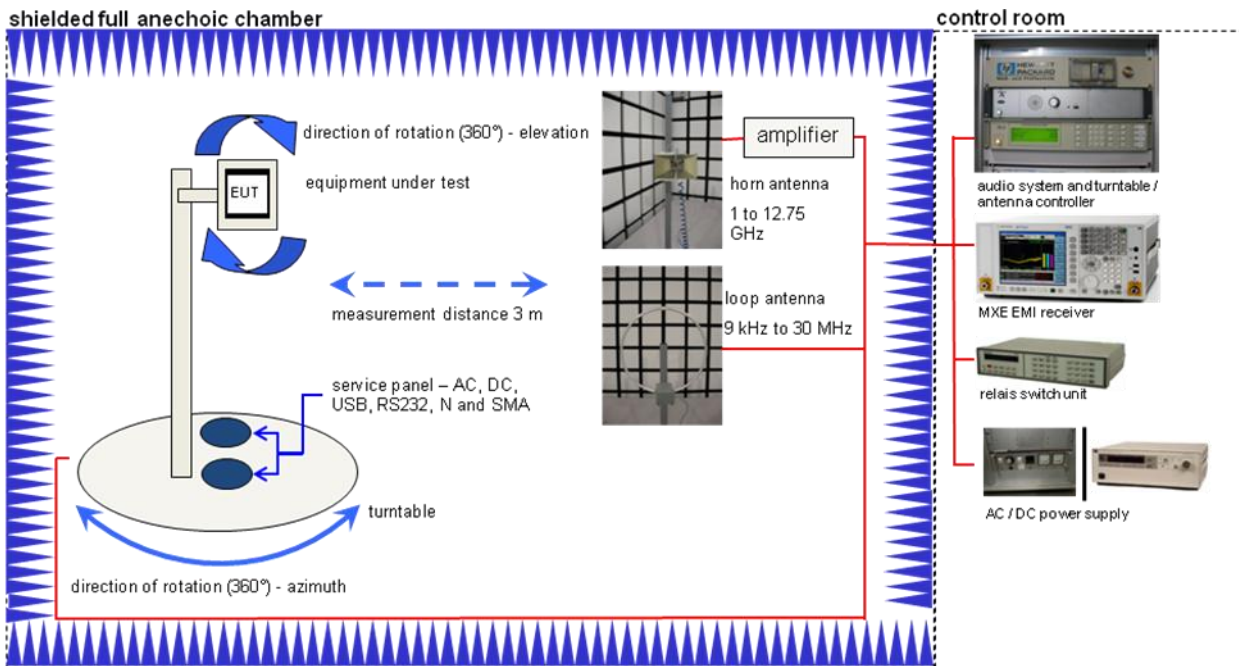 shielded full anechoic chamber
control room
direction of rotation (360°) - elevation
equipment under test
EUT
measurement distance 3 m
service panel – AC, DC,
USB, RS232, N and SMA
turntable
direction of rotation (360°) - azimuth
amplifier
horn antenna
1 to 12.75
GHz
loop antenna
9 kHz to 30 MHz
hp
HEWLETT
PACKARD
audio system and turntable /
antenna controller
MXE EMI receiver
relais switch unit
AC / DC power supply